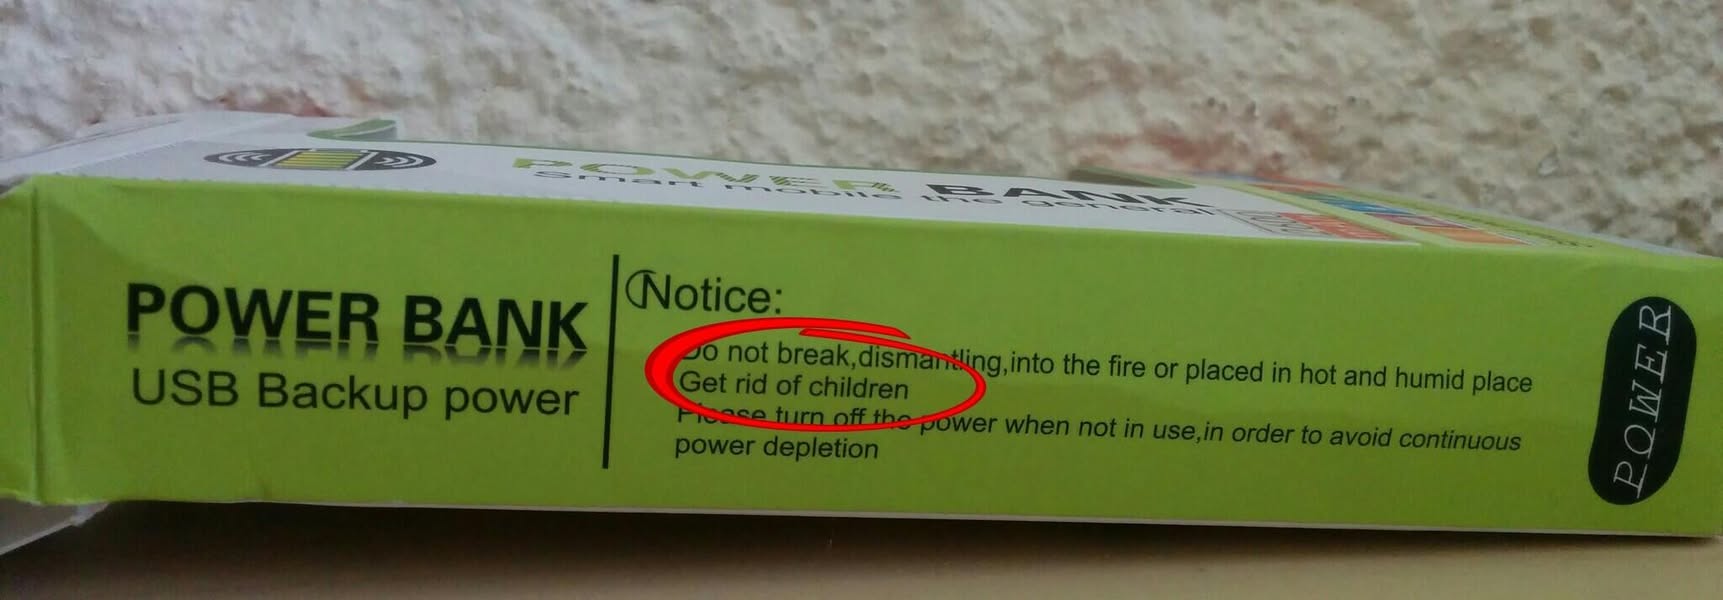 POWER BANK
Smart mobile the general
POWER BANK
USB Backup power
Notice:
Do not break,dismantling,into the fire or placed in hot and humid place
Get rid of children
Please turn off the power when not in use,in order to avoid continuous
power depletion
POWER